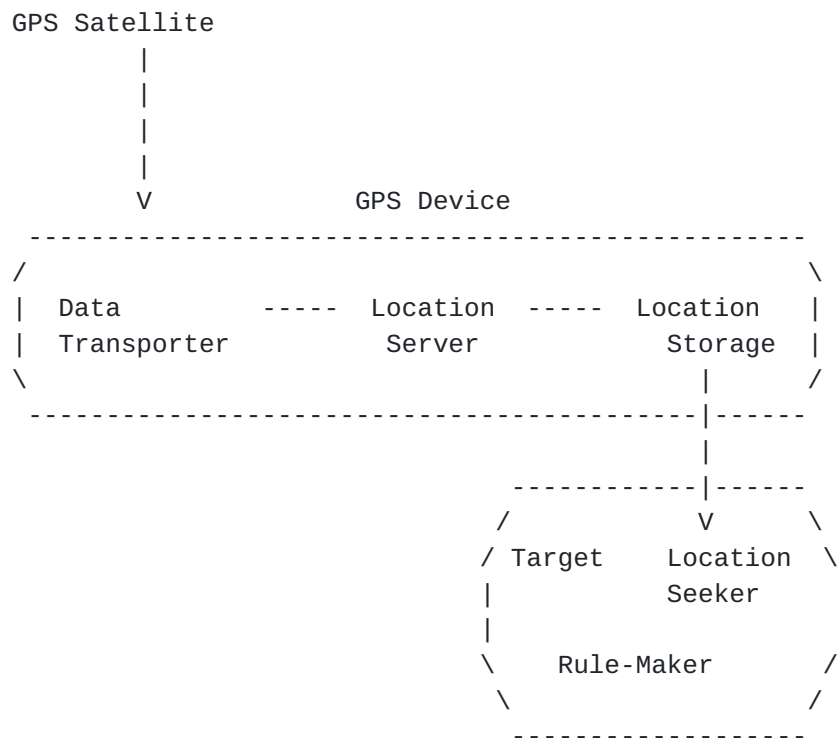 GPS Satellite
V GPS Device
Data ----- Location ----- Location
Transporter Server Storage
V
Target Location
Seeker
Rule-Maker